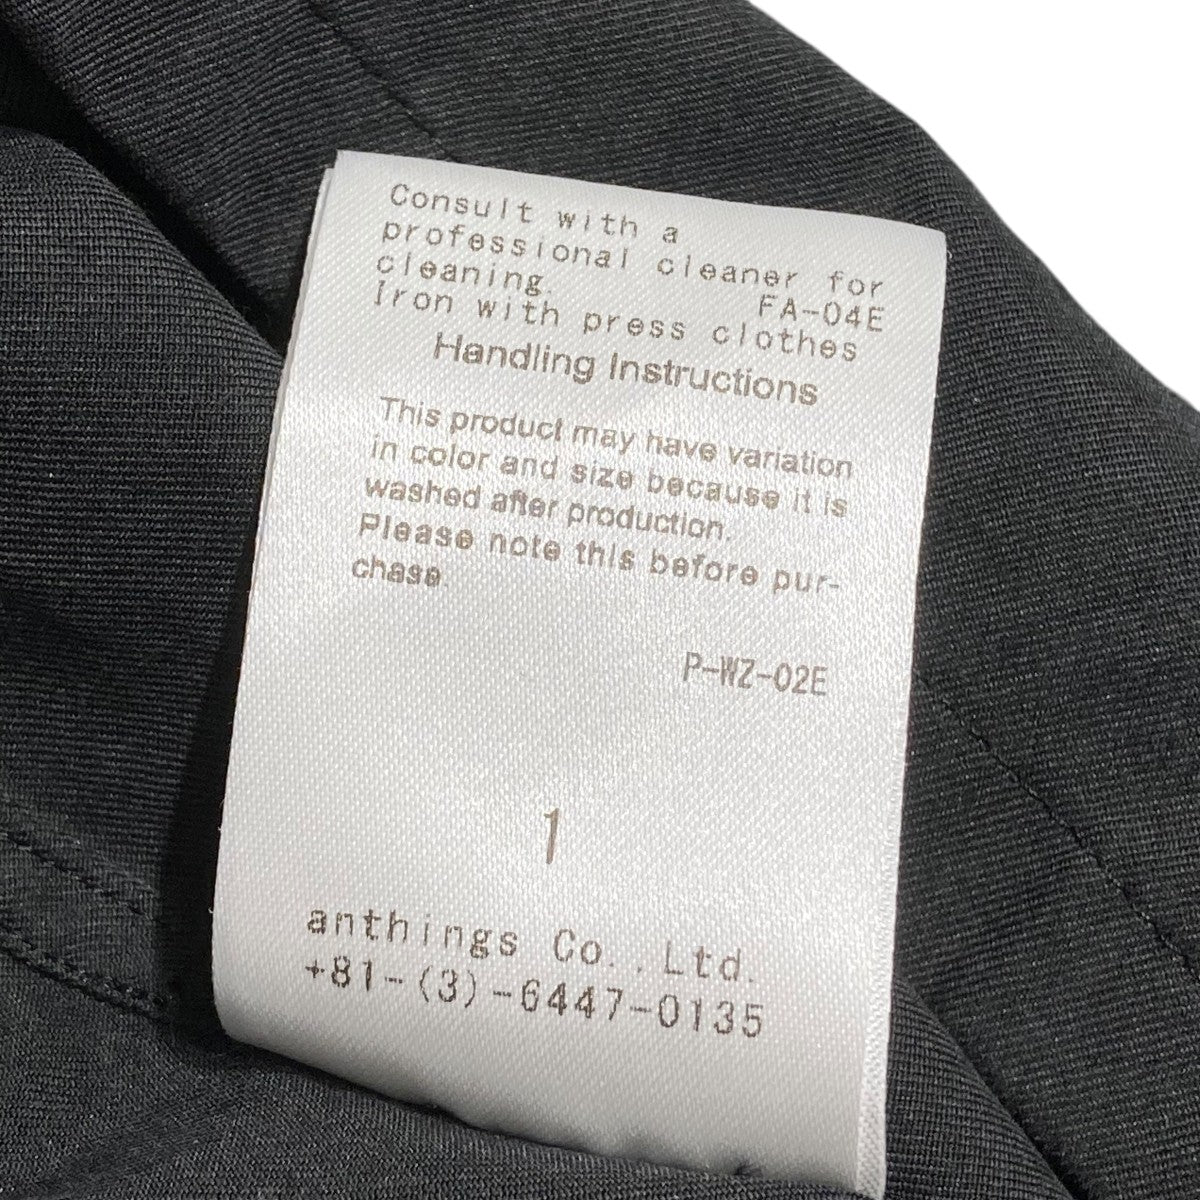 Consult with a
professional cleaner for
cleaning.
FA-04E
Iron with press clothes
Handling Instructions
This product may have variation
in color and size because it is
washed after production.
Please note this before pur-
chase.
P-WZ-02E
1
anthings Co.,Ltd.
+81-(3)-6447-0135